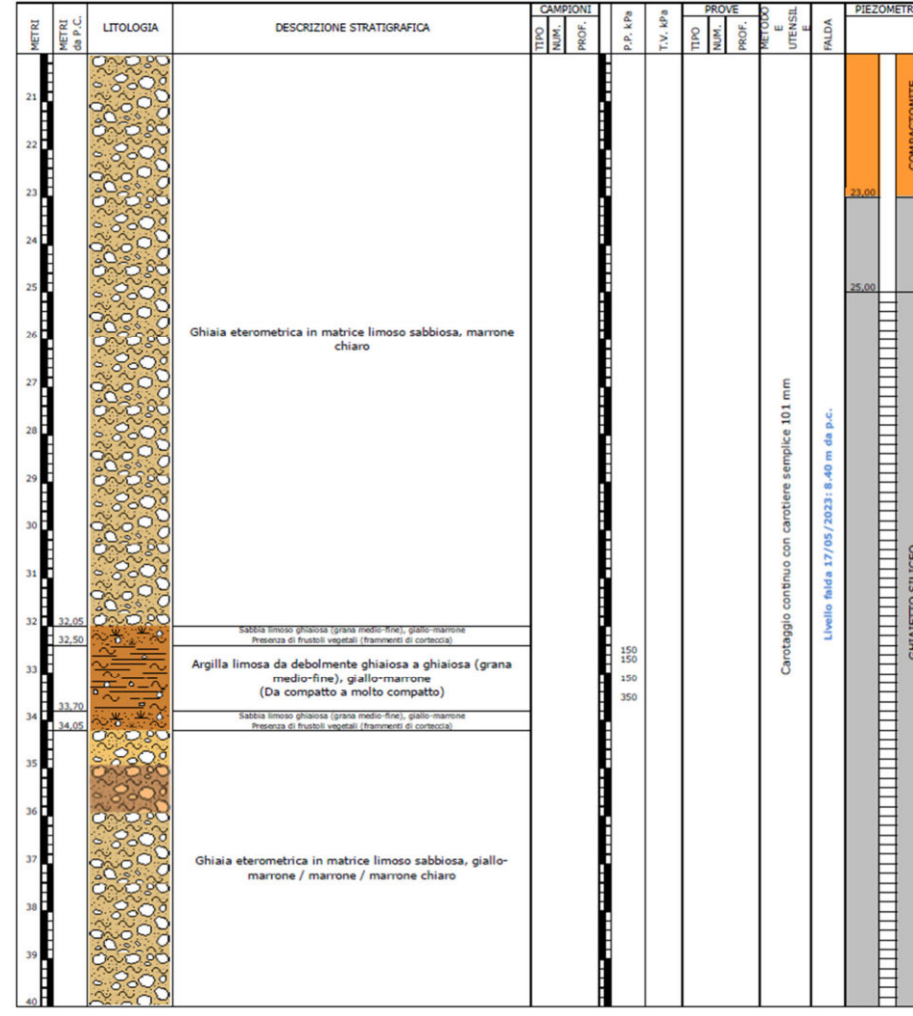 METRI
METRI
da P.C.
LITOLOGIA
DESCRIZIONE STRATIGRAFICA
CAMPIONI
TIPO
NUM.
PROF.
P.P. kPa
T.V. kPa
PROVE
TIPO
NUM.
PROF.
METODO
E
UTENSIL
E
FALDA
PIEZOMETR
21
22
23
24
25
26
27
28
29
30
31
32
33
34
35
36
37
38
39
40
32,05
32,50
33,70
34,05
Ghiaia eterometrica in matrice limoso sabbiosa, marrone
chiaro
Sabbia limoso ghiaiosa (grana medio-fine), giallo-marrone
Presenza di frustoli vegetali (frammenti di corteccia)
Argilla limosa da debolmente ghiaiosa a ghiaiosa (grana
medio-fine), giallo-marrone
(Da compatto a molto compatto)
Sabbia limoso ghiaiosa (grana medio-fine), giallo-marrone
Presenza di frustoli vegetali (frammenti di corteccia)
Ghiaia eterometrica in matrice limoso sabbiosa, giallo-
marrone / marrone / marrone chiaro
150
150
150
350
Carotaggio continuo con carotiere semplice 101 mm
Livello falda 17/05/2023: 8.40 m da p.c.
23,00
25,00